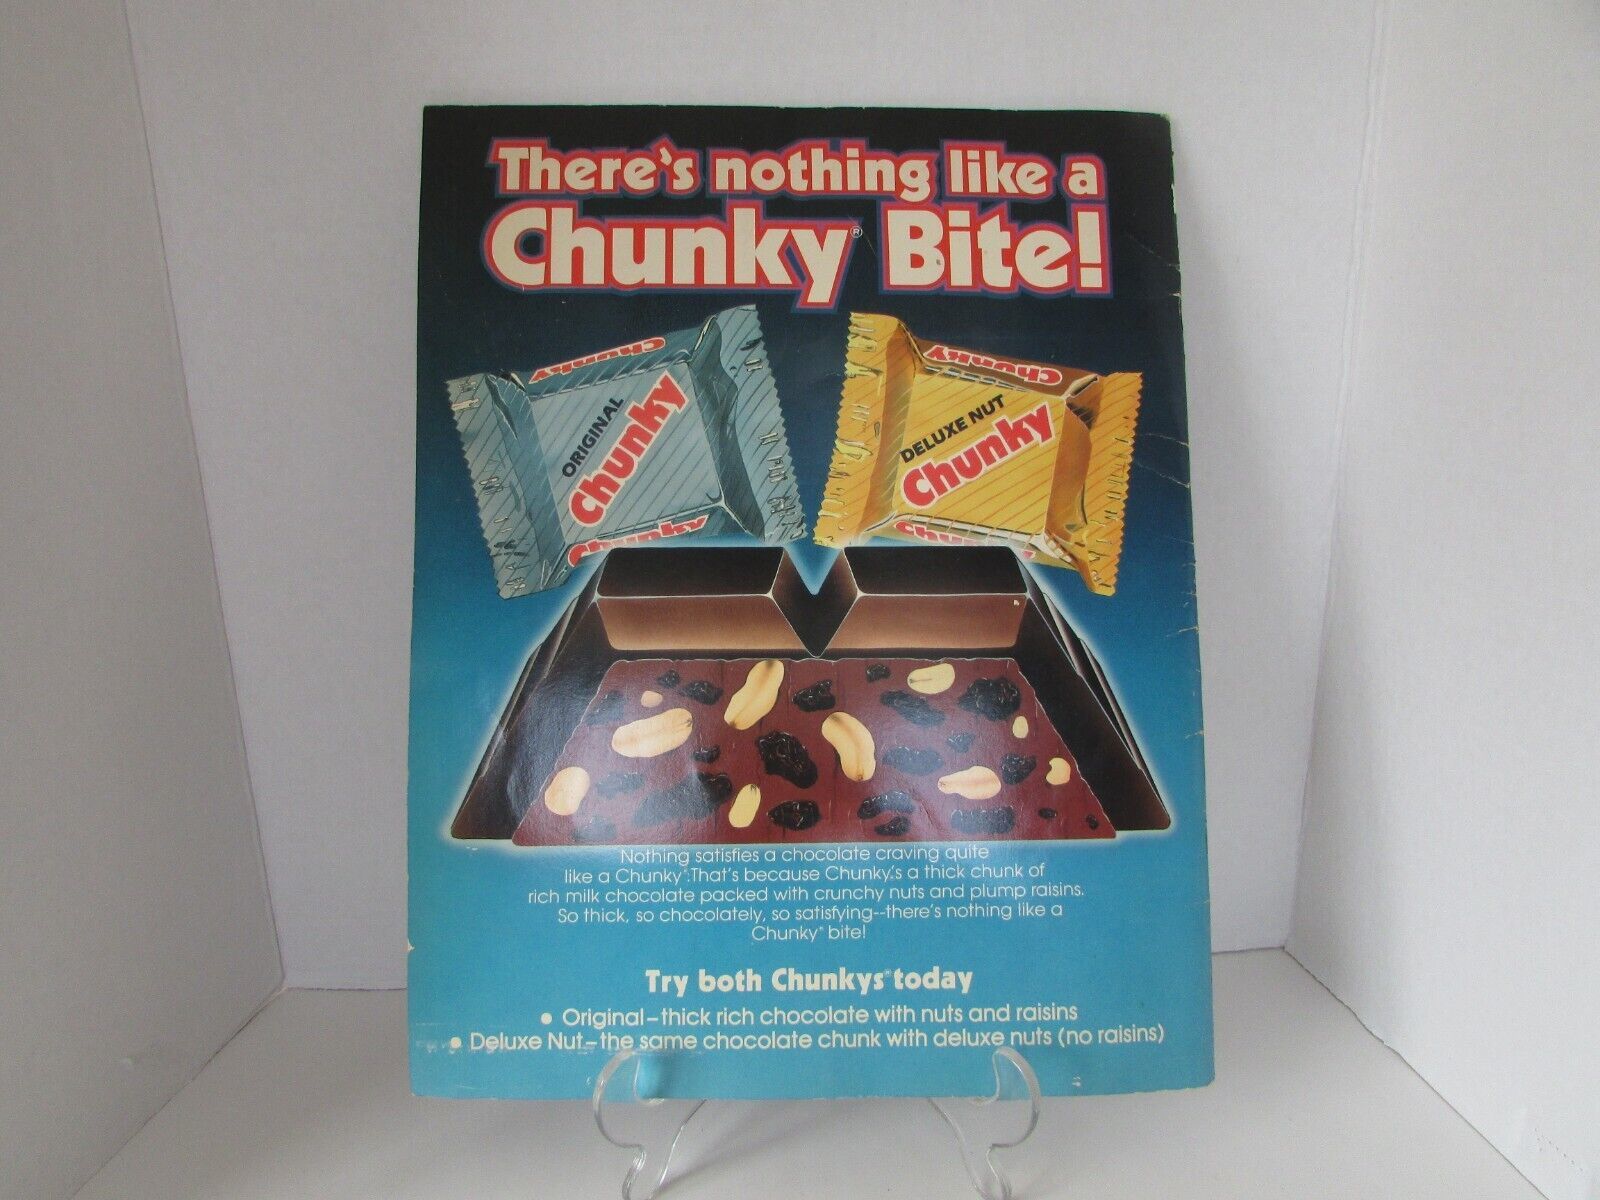 There's nothing like a
Chunky® Bite!
Chunky
ORIGINAL
Chunky
Chunky
Chunky
DELUXE NUT
Chunky
Chunky
Nothing satisfies a chocolate craving quite
like a Chunky®. That's because Chunky's a thick chunk of
rich milk chocolate packed with crunchy nuts and plump raisins.
So thick, so chocolately, so satisfying--there's nothing like a
Chunky® bite!
Try both Chunkys® today
• Original–thick rich chocolate with nuts and raisins
• Deluxe Nut–the same chocolate chunk with deluxe nuts (no raisins)